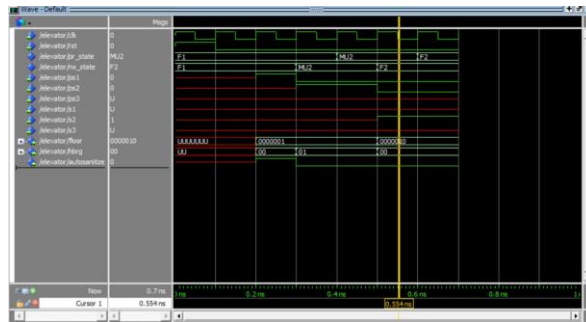 Wave - Default
Msgs
/elevator/clk 0
/elevator/rst 0
/elevator/pr_state MU2 F1 MU2 F2
/elevator/nx_state F2 F1 MU2 F2
/elevator/ps1 0
/elevator/ps2 0
/elevator/ps3 U
/elevator/s1 U
/elevator/s2 1
/elevator/s3 U
/elevator/floor 0000010 UUUUUUU 0000001 0000010
/elevator/hbrg 00 UU 00 01 00
/elevator/autosanitize 0
Now 0.7 ns ns 0.2 ns 0.4 ns 0.6 ns 0.8 ns
Cursor 1 0.554 ns 0.554 ns